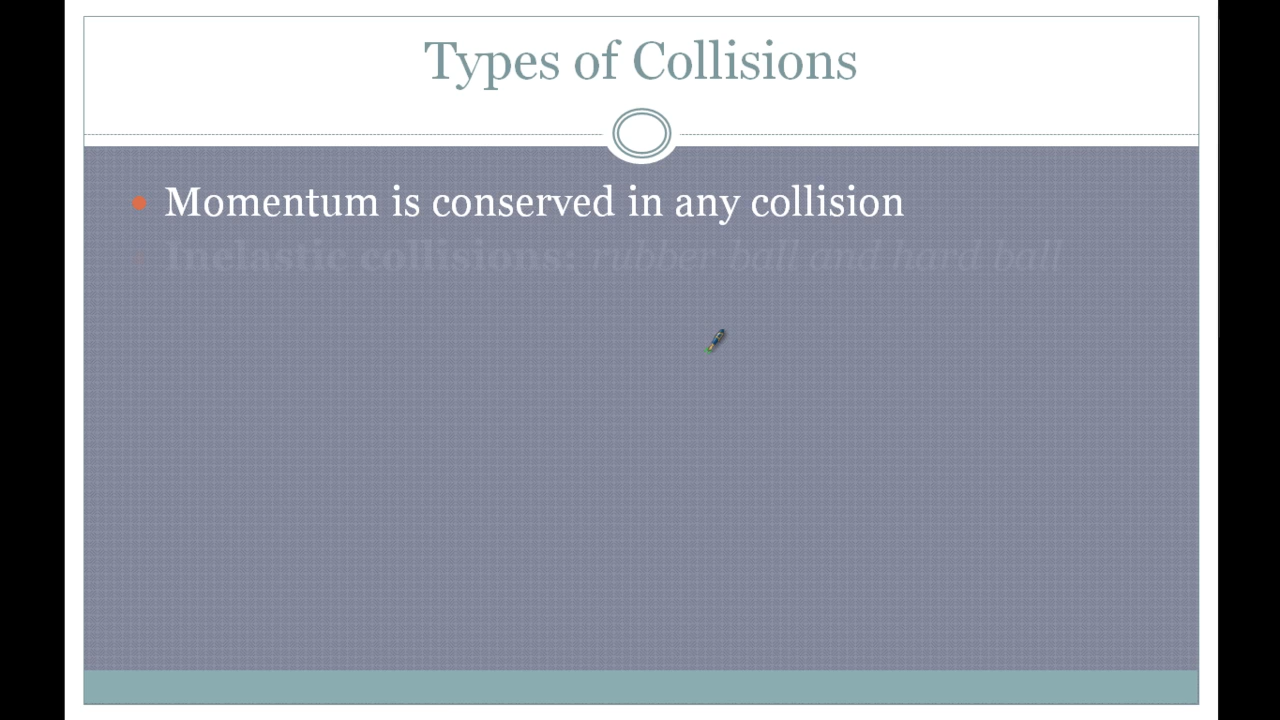 Types of Collisions
Momentum is conserved in any collision
Inelastic collisions: rubber ball and hard ball